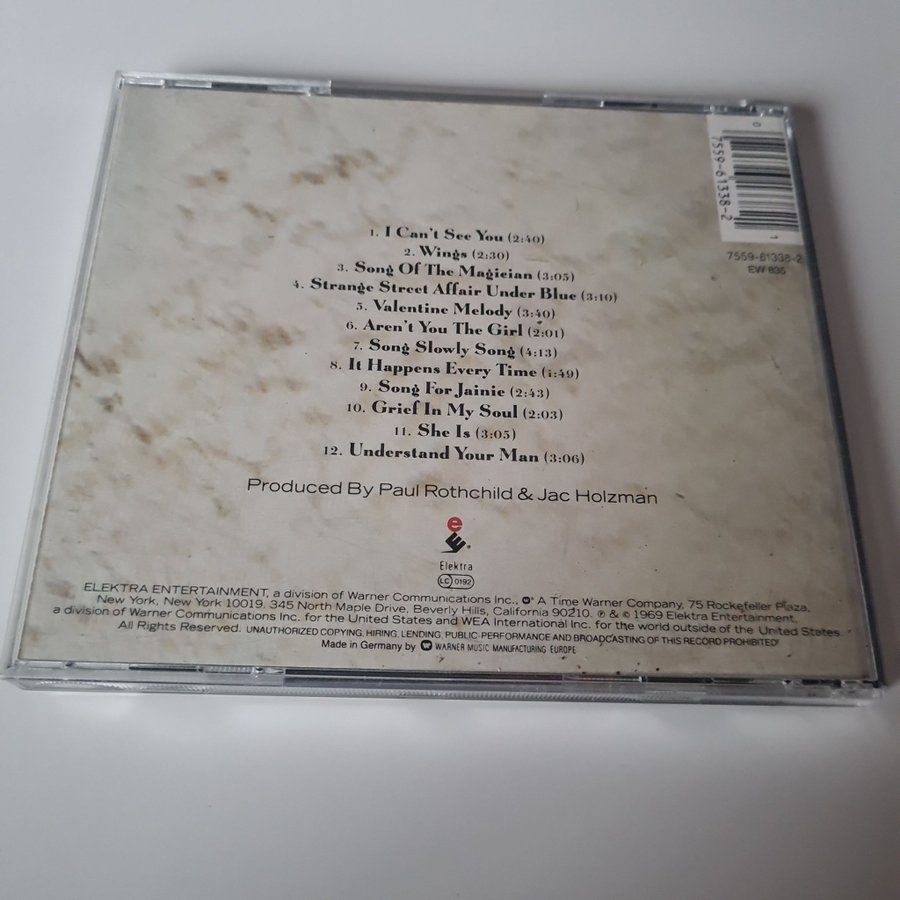 0
7559-61338-2
1
7559-61338-2
EW 835
1. I Can't See You (2:40)
2. Wings (2:30)
3. Song Of The Magician (3:05)
4. Strange Street Affair Under Blue (3:10)
5. Valentine Melody (3:40)
6. Aren't You The Girl (2:01)
7. Song Slowly Song (4:13)
8. It Happens Every Time (1:49)
9. Song For Jainie (2:43)
10. Grief In My Soul (2:03)
11. She Is (3:05)
12. Understand Your Man (3:06)
Produced By Paul Rothchild & Jac Holzman
e
Elektra
LC 0192
ELEKTRA ENTERTAINMENT, a division of Warner Communications Inc., A Time Warner Company, 75 Rockefeller Plaza,
New York, New York 10019. 345 North Maple Drive, Beverly Hills, California 90210. ℗ & © 1969 Elektra Entertainment,
a division of Warner Communications Inc. for the United States and WEA International Inc. for the world outside of the United States.
All Rights Reserved. UNAUTHORIZED COPYING, HIRING, LENDING, PUBLIC-PERFORMANCE AND BROADCASTING OF THIS RECORD PROHIBITED!
Made in Germany by WARNER MUSIC MANUFACTURING EUROPE